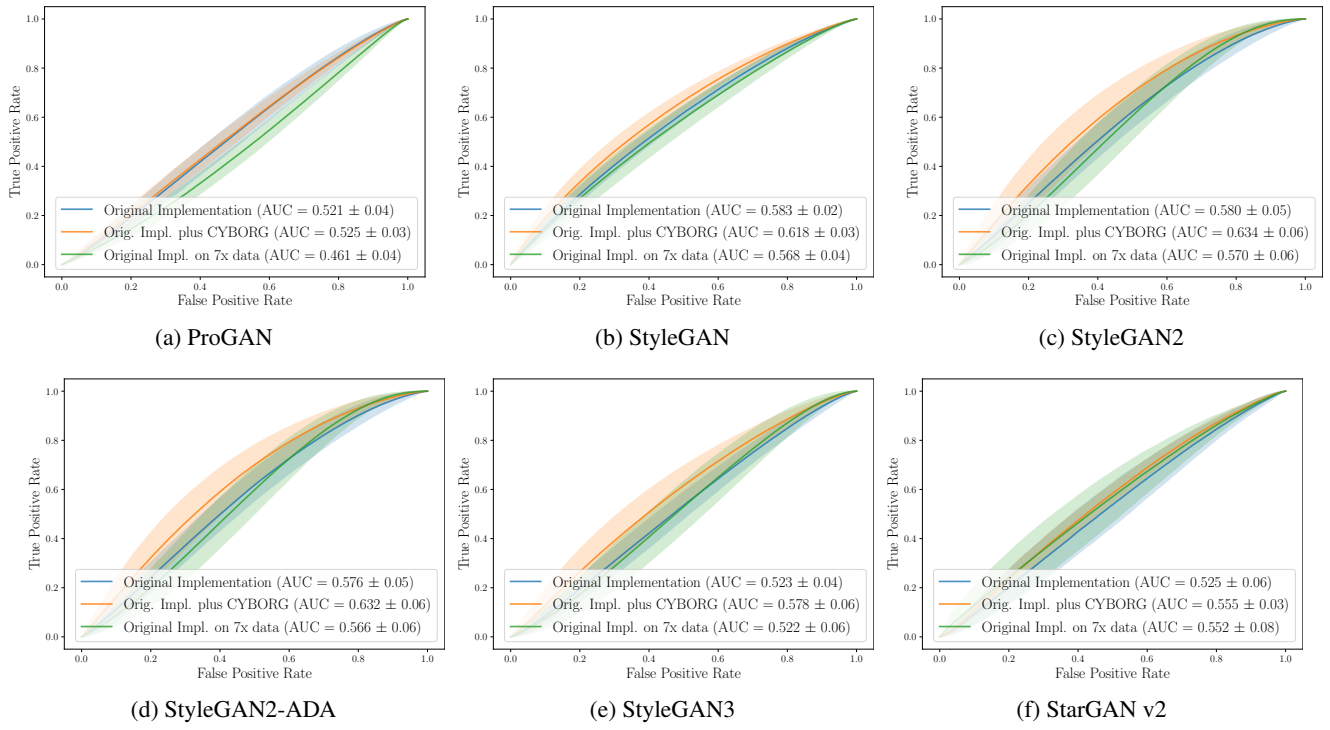 1.0
0.8
0.6
0.4
0.2
0.0
True Positive Rate
Original Implementation (AUC = 0.521 ± 0.04)
Orig. Impl. plus CYBORG (AUC = 0.525 ± 0.03)
Original Impl. on 7x data (AUC = 0.461 ± 0.04)
0.0 0.2 0.4 0.6 0.8 1.0
False Positive Rate
(a) ProGAN
1.0
0.8
0.6
0.4
0.2
0.0
True Positive Rate
Original Implementation (AUC = 0.583 ± 0.02)
Orig. Impl. plus CYBORG (AUC = 0.618 ± 0.03)
Original Impl. on 7x data (AUC = 0.568 ± 0.04)
0.0 0.2 0.4 0.6 0.8 1.0
False Positive Rate
(b) StyleGAN
1.0
0.8
0.6
0.4
0.2
0.0
True Positive Rate
Original Implementation (AUC = 0.580 ± 0.05)
Orig. Impl. plus CYBORG (AUC = 0.634 ± 0.06)
Original Impl. on 7x data (AUC = 0.570 ± 0.06)
0.0 0.2 0.4 0.6 0.8 1.0
False Positive Rate
(c) StyleGAN2
1.0
0.8
0.6
0.4
0.2
0.0
True Positive Rate
Original Implementation (AUC = 0.576 ± 0.05)
Orig. Impl. plus CYBORG (AUC = 0.632 ± 0.06)
Original Impl. on 7x data (AUC = 0.566 ± 0.06)
0.0 0.2 0.4 0.6 0.8 1.0
False Positive Rate
(d) StyleGAN2-ADA
1.0
0.8
0.6
0.4
0.2
0.0
True Positive Rate
Original Implementation (AUC = 0.523 ± 0.04)
Orig. Impl. plus CYBORG (AUC = 0.578 ± 0.06)
Original Impl. on 7x data (AUC = 0.522 ± 0.06)
0.0 0.2 0.4 0.6 0.8 1.0
False Positive Rate
(e) StyleGAN3
1.0
0.8
0.6
0.4
0.2
0.0
True Positive Rate
Original Implementation (AUC = 0.525 ± 0.06)
Orig. Impl. plus CYBORG (AUC = 0.555 ± 0.03)
Original Impl. on 7x data (AUC = 0.552 ± 0.08)
0.0 0.2 0.4 0.6 0.8 1.0
False Positive Rate
(f) StarGAN v2